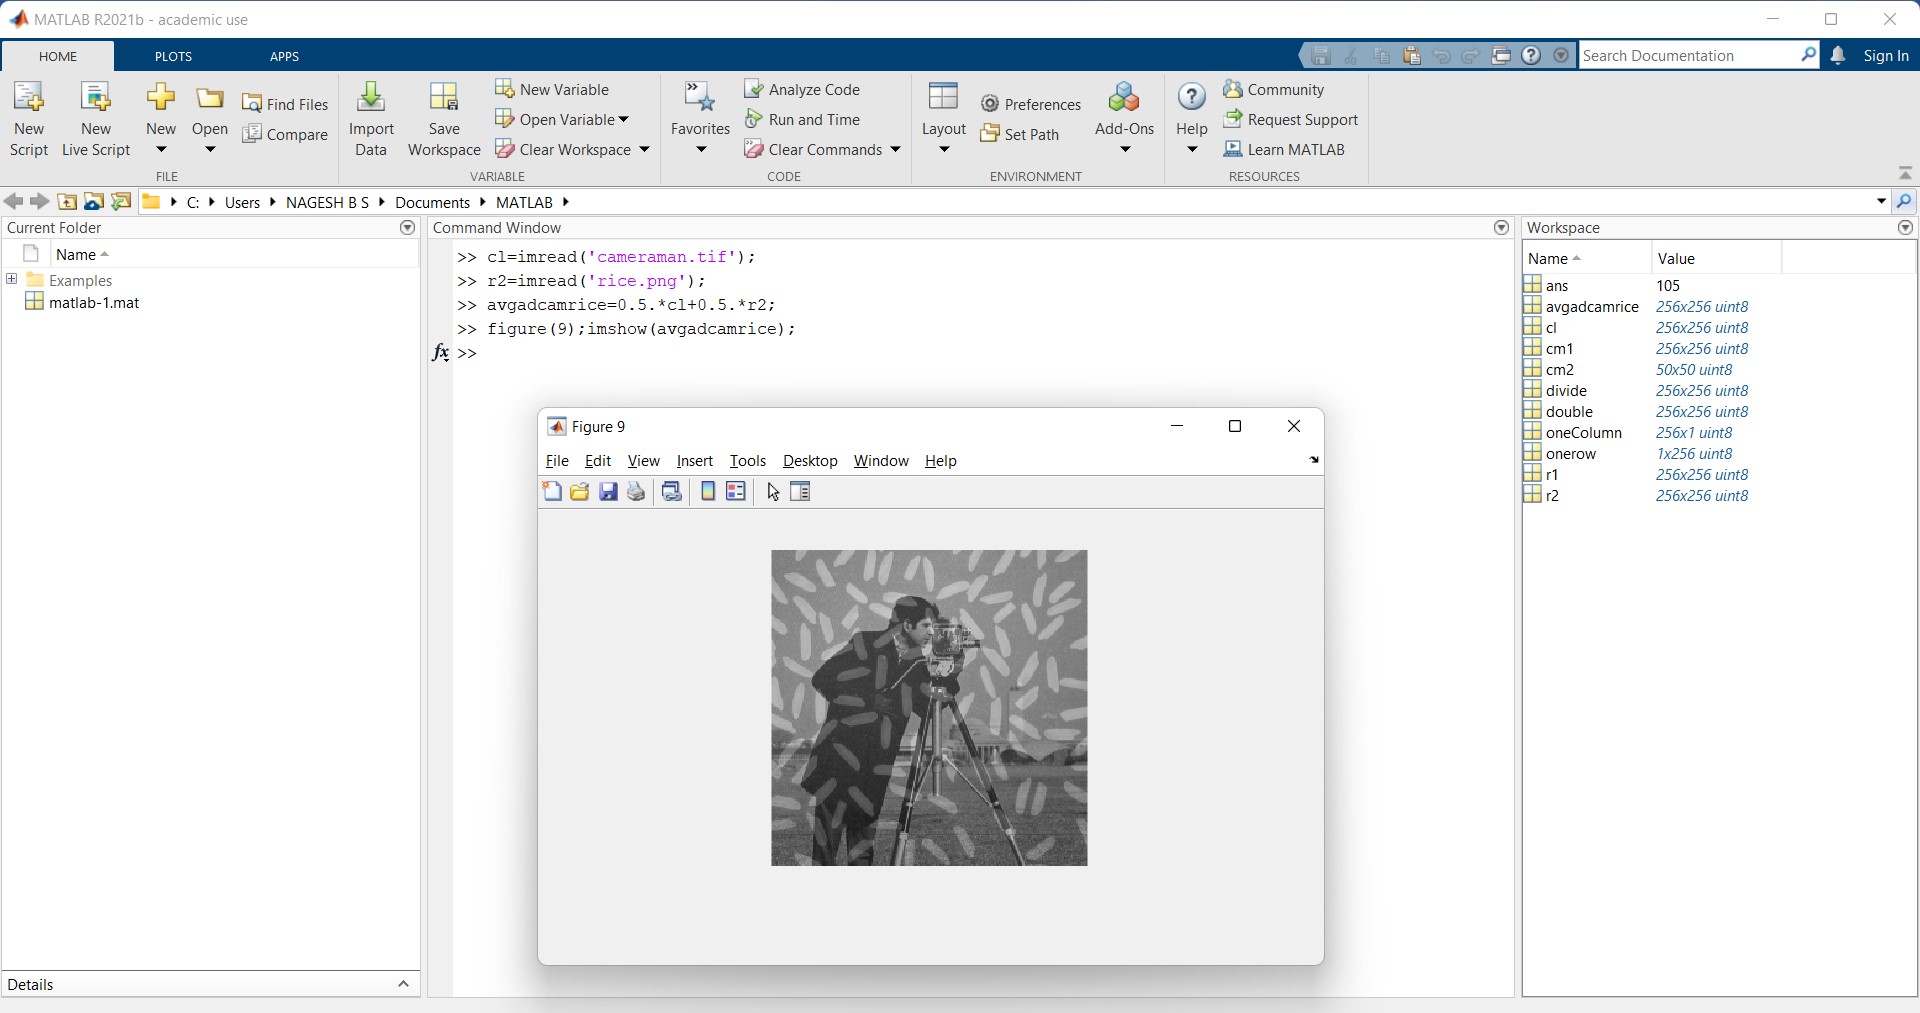 MATLAB R2021b - academic use
HOME PLOTS APPS
Search Documentation Sign In
New Script
New Live Script
New
Open
Find Files
Compare
FILE
Import Data
Save Workspace
New Variable
Open Variable
Clear Workspace
VARIABLE
Favorites
Analyze Code
Run and Time
Clear Commands
CODE
Layout
Preferences
Set Path
Add-Ons
ENVIRONMENT
Help
Community
Request Support
Learn MATLAB
RESOURCES
C: Users NAGESH B S Documents MATLAB
Current Folder
Name
Examples
matlab-1.mat
Details
Command Window
>> cl=imread('cameraman.tif');
>> r2=imread('rice.png');
>> avgadcamrice=0.5.*cl+0.5.*r2;
>> figure(9);imshow(avgadcamrice);
fx >>
Figure 9
File Edit View Insert Tools Desktop Window Help
Workspace
Name Value
ans 105
avgadcamrice 256x256 uint8
cl 256x256 uint8
cm1 256x256 uint8
cm2 50x50 uint8
divide 256x256 uint8
double 256x256 uint8
oneColumn 256x1 uint8
onerow 1x256 uint8
r1 256x256 uint8
r2 256x256 uint8